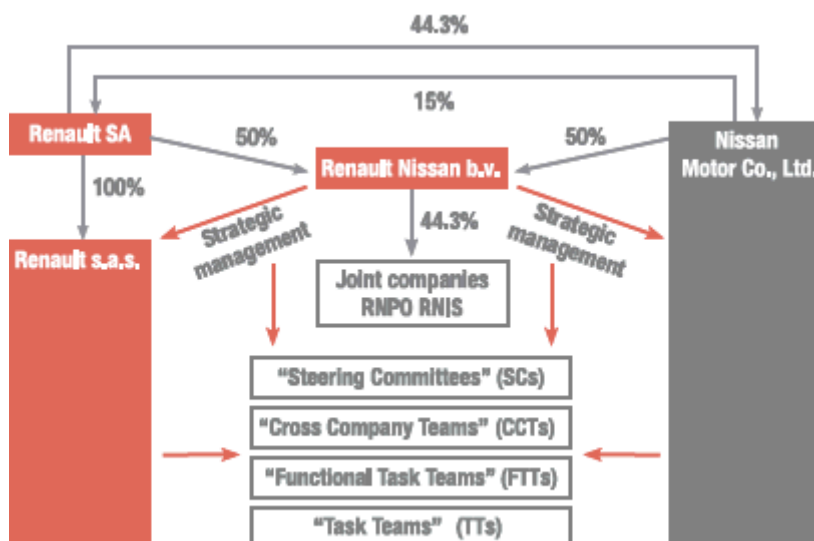 44.3%
15%
Renault SA
50%
50%
Nissan
Motor Co., Ltd.
Renault Nissan b.v.
100%
Strategic
management
44.3%
Strategic
management
Renault s.a.s.
Joint companies
RNPO RNIS
“Steering Committees” (SCs)
“Cross Company Teams” (CCTs)
“Functional Task Teams” (FTTs)
“Task Teams” (TTs)